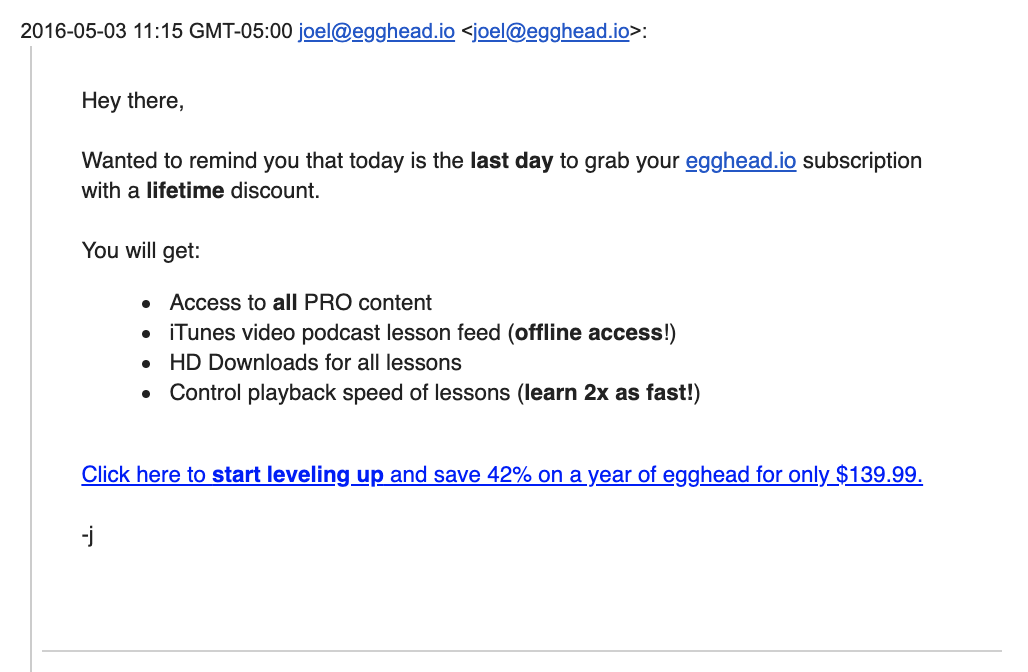 2016-05-03 11:15 GMT-05:00 joel@egghead.io <joel@egghead.io>:
Hey there,
Wanted to remind you that today is the last day to grab your egghead.io subscription
with a lifetime discount.
You will get:
• Access to all PRO content
• iTunes video podcast lesson feed (offline access!)
• HD Downloads for all lessons
• Control playback speed of lessons (learn 2x as fast!)
Click here to start leveling up and save 42% on a year of egghead for only $139.99.
-j